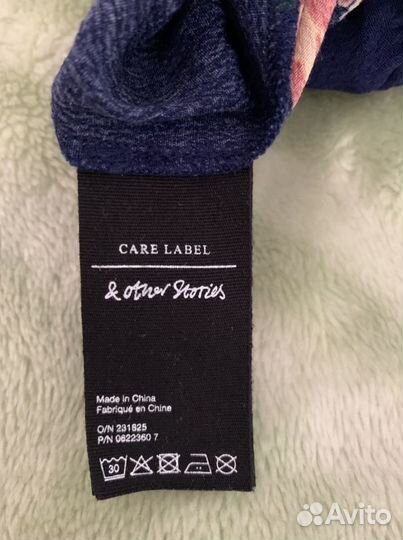 CARE LABEL
& other Stories
Made in China
Fabriqué en Chine
O/N 231825
P/N 0622360 7
30
Avito